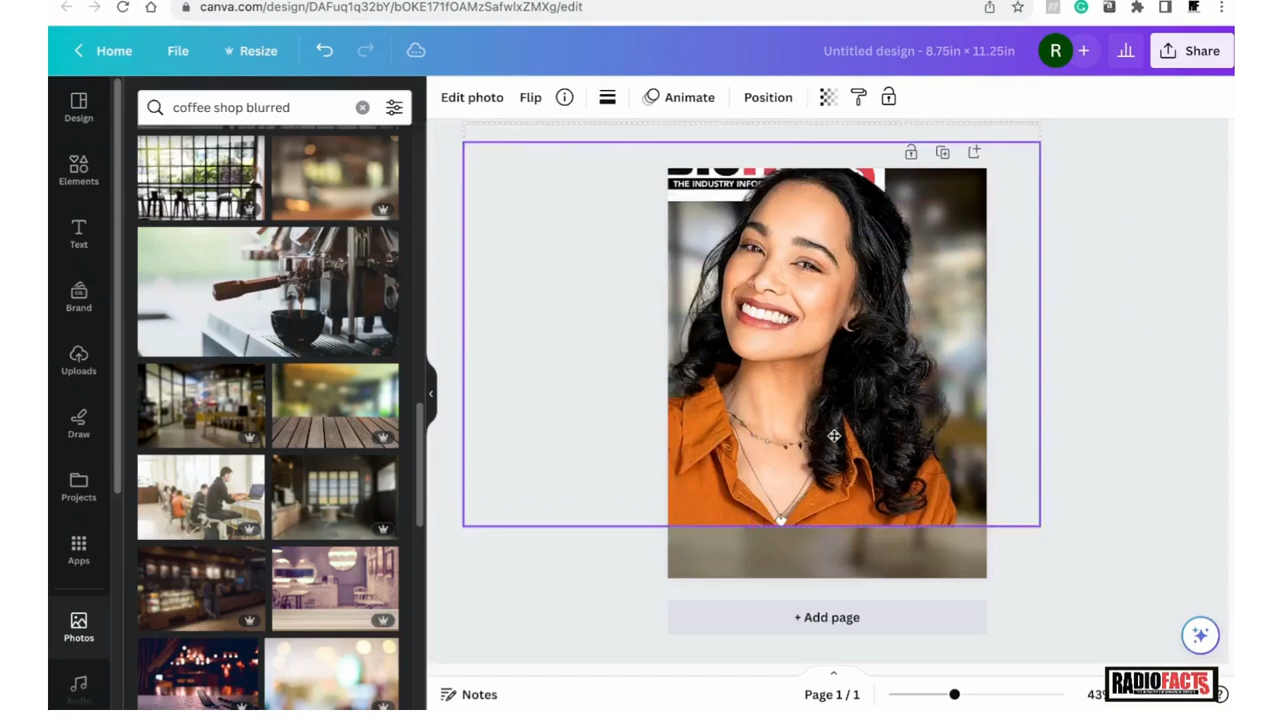 canva.com/design/DAFuq1q32bY/bOKE171fOAMzSafwIxZMXg/edit
Home
File
Resize
Untitled design - 8.75in × 11.25in
R
+
Share
Design
Elements
Text
Brand
Uploads
Draw
Projects
Apps
Photos
Audio
coffee shop blurred
Edit photo
Flip
Animate
Position
THE INDUSTRY
+ Add page
Notes
Page 1 / 1
RADIOFACTS